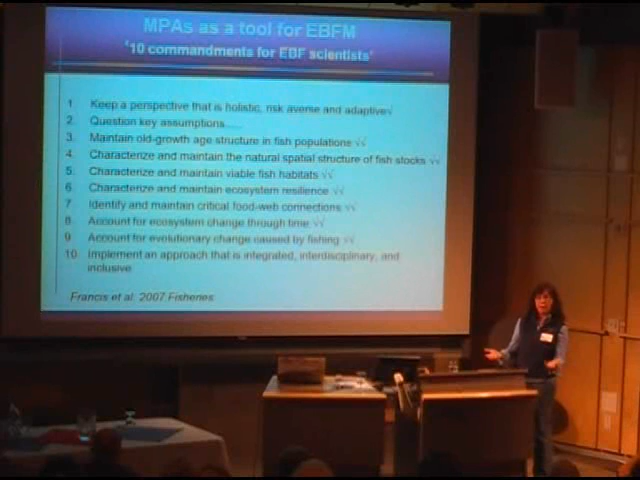 MPAs as a tool for EBFM
'10 commandments for EBF scientists'
1. Keep a perspective that is holistic, risk averse and adaptive√
2. Question key assumptions.....
3. Maintain old-growth age structure in fish populations √√
4. Characterize and maintain the natural spatial structure of fish stocks √√
5. Characterize and maintain viable fish habitats √√
6. Characterize and maintain ecosystem resilience √√
7. Identify and maintain critical food-web connections √√
8. Account for ecosystem change through time √√
9. Account for evolutionary change caused by fishing √√
10. Implement an approach that is integrated, interdisciplinary, and
inclusive
Francis et al. 2007 Fisheries